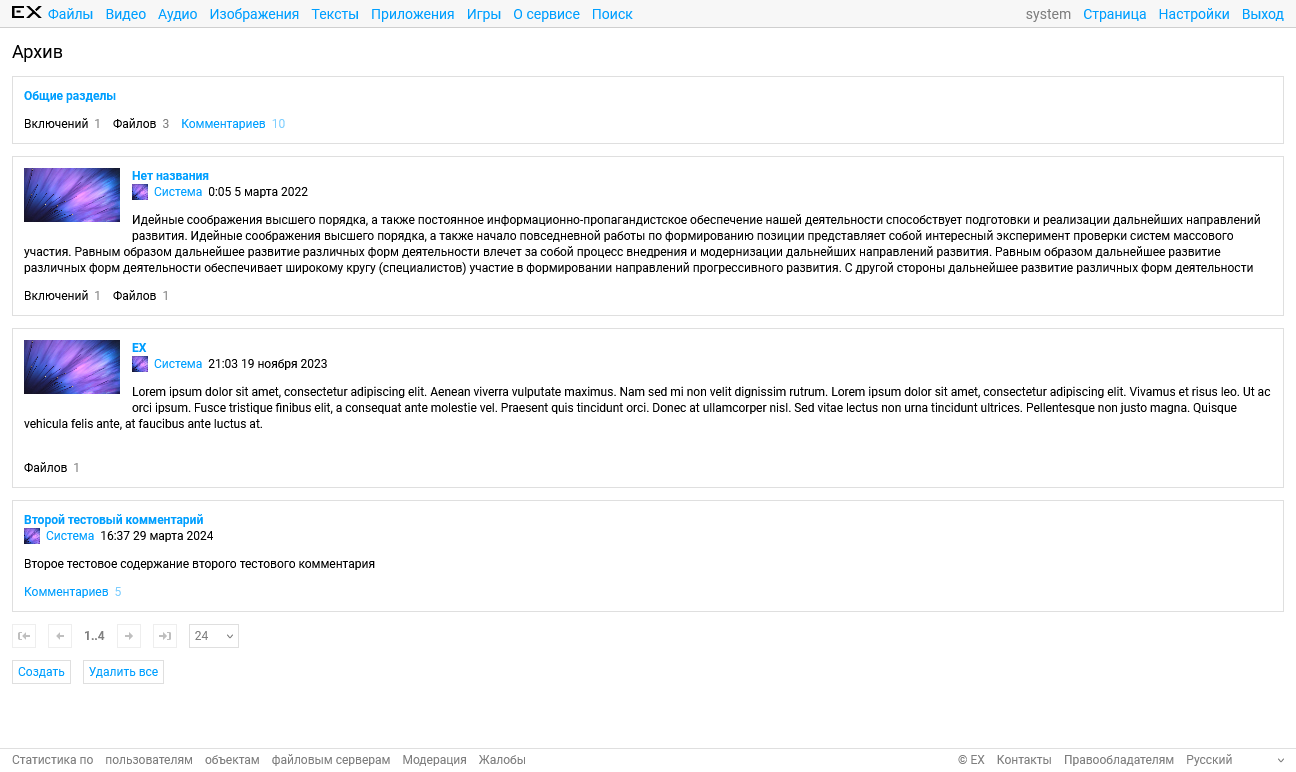 EX Файлы Видео Аудио Изображения Тексты Приложения Игры О сервисе Поиск system Страница Настройки Выход
Архив
Общие разделы
Включений 1 Файлов 3 Комментариев 10
Нет названия
Система 0:05 5 марта 2022
Идейные соображения высшего порядка, а также постоянное информационно-пропагандистское обеспечение нашей деятельности способствует подготовки и реализации дальнейших направлений
развития. Идейные соображения высшего порядка, а также начало повседневной работы по формированию позиции представляет собой интересный эксперимент проверки систем массового
участия. Равным образом дальнейшее развитие различных форм деятельности влечет за собой процесс внедрения и модернизации дальнейших направлений развития. Равным образом дальнейшее развитие
различных форм деятельности обеспечивает широкому кругу (специалистов) участие в формировании направлений прогрессивного развития. С другой стороны дальнейшее развитие различных форм деятельности
Включений 1 Файлов 1
EX
Система 21:03 19 ноября 2023
Lorem ipsum dolor sit amet, consectetur adipiscing elit. Aenean viverra vulputate maximus. Nam sed mi non velit dignissim rutrum. Lorem ipsum dolor sit amet, consectetur adipiscing elit. Vivamus et risus leo. Ut ac
orci ipsum. Fusce tristique finibus elit, a consequat ante molestie vel. Praesent quis tincidunt orci. Donec at ullamcorper nisl. Sed vitae lectus non urna tincidunt ultrices. Pellentesque non justo magna. Quisque
vehicula felis ante, at faucibus ante luctus at.
Файлов 1
Второй тестовый комментарий
Система 16:37 29 марта 2024
Второе тестовое содержание второго тестового комментария
Комментариев 5
1..4 24
Создать Удалить все
Статистика по пользователям объектам файловым серверам Модерация Жалобы © EX Контакты Правообладателям Русский